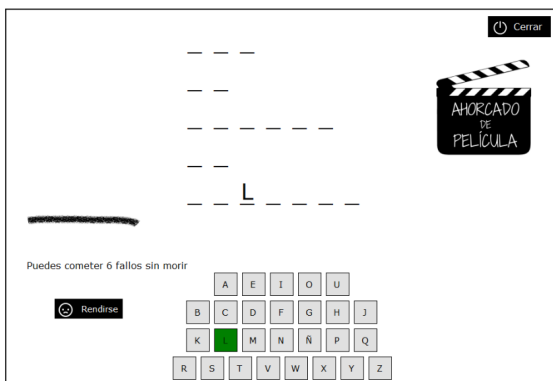 Cerrar
AHORCADO
DE
PELÍCULA
L
Puedes cometer 6 fallos sin morir
Rendirse
A E I O U
B C D F G H J
K L M N Ñ P Q
R S T V W X Y Z